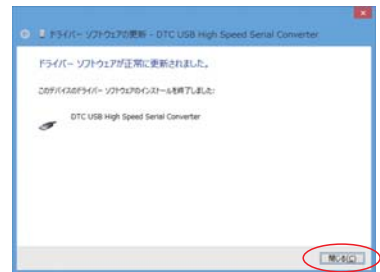 ドライバー ソフトウェアの更新 - DTC USB High Speed Serial Converter
ドライバー ソフトウェアが正常に更新されました。
このデバイスのドライバー ソフトウェアのインストールを終了しました:
DTC USB High Speed Serial Converter
閉じる(C)